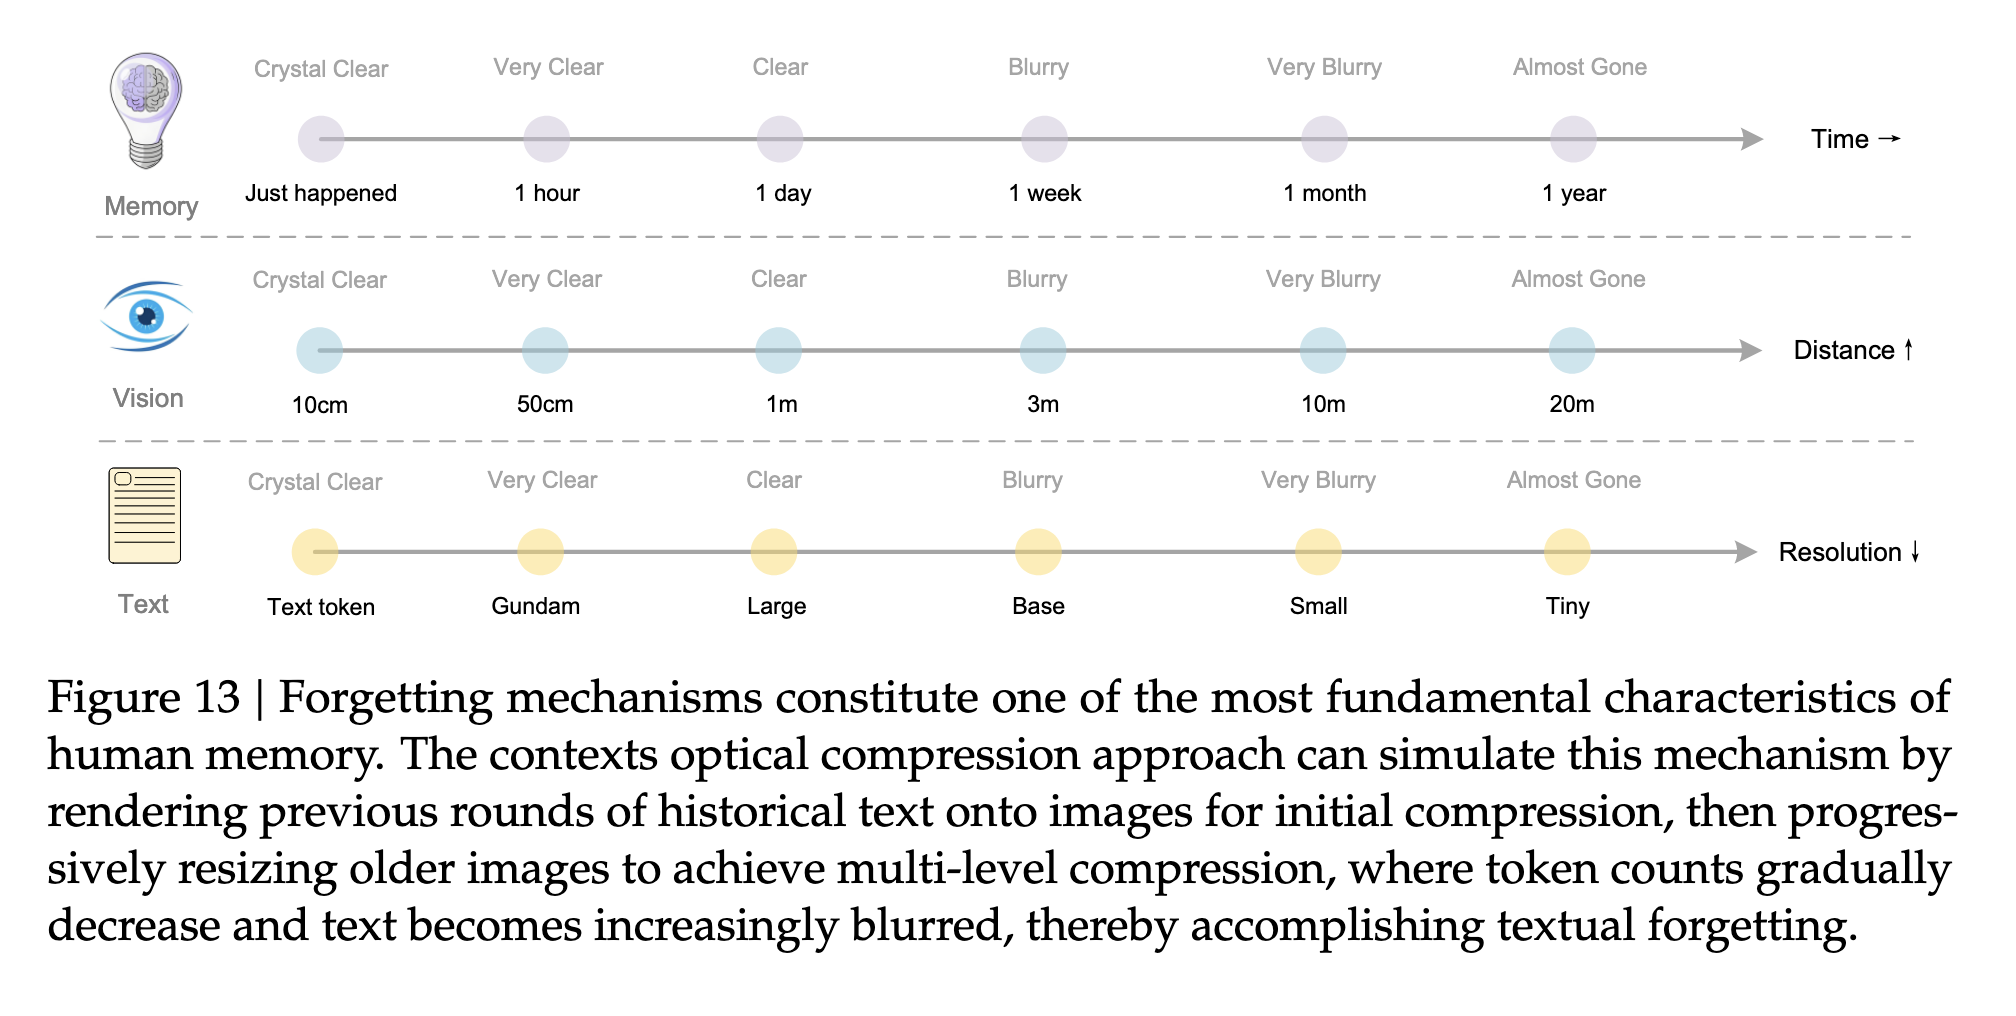 Crystal Clear Very Clear Clear Blurry Very Blurry Almost Gone
Time →
Just happened 1 hour 1 day 1 week 1 month 1 year
Memory
Crystal Clear Very Clear Clear Blurry Very Blurry Almost Gone
Distance ↑
Vision
10cm 50cm 1m 3m 10m 20m
Crystal Clear Very Clear Clear Blurry Very Blurry Almost Gone
Resolution ↓
Text
Text token Gundam Large Base Small Tiny
Figure 13 | Forgetting mechanisms constitute one of the most fundamental characteristics of
human memory. The contexts optical compression approach can simulate this mechanism by
rendering previous rounds of historical text onto images for initial compression, then progres-
sively resizing older images to achieve multi-level compression, where token counts gradually
decrease and text becomes increasingly blurred, thereby accomplishing textual forgetting.